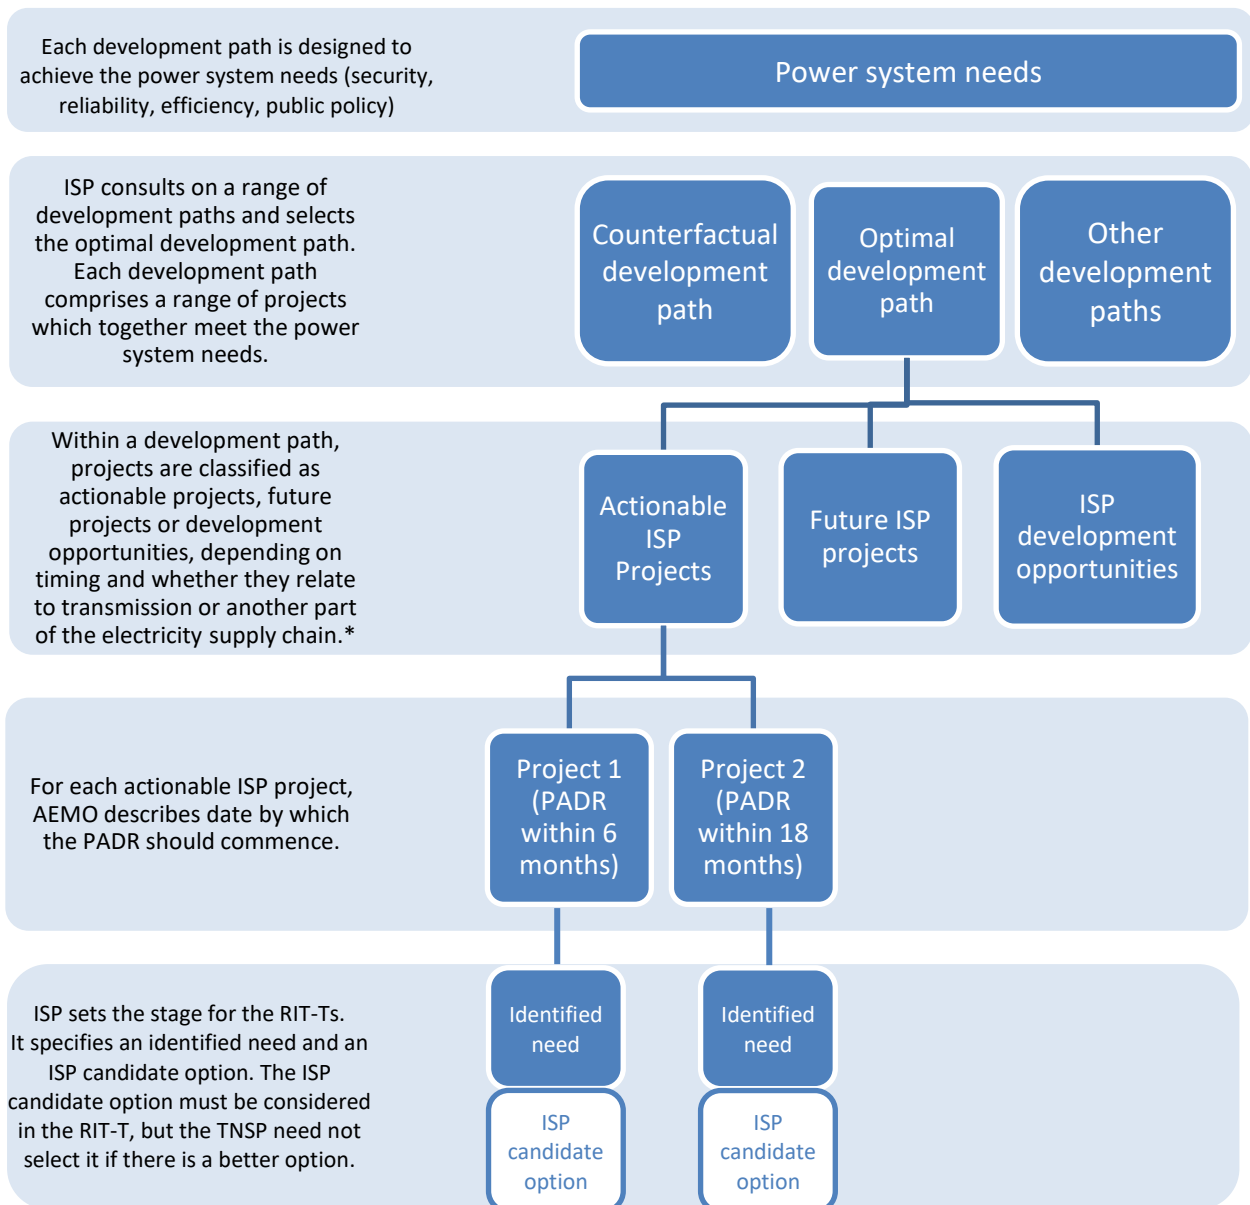 Each development path is designed to
achieve the power system needs (security,
reliability, efficiency, public policy)
Power system needs
ISP consults on a range of
development paths and selects
the optimal development path.
Each development path
comprises a range of projects
which together meet the power
system needs.
Counterfactual
development
path
Optimal
development
path
Other
development
paths
Within a development path,
projects are classified as
actionable projects, future
projects or development
opportunities, depending on
timing and whether they relate
to transmission or another part
of the electricity supply chain.*
Actionable
ISP
Projects
Future ISP
projects
ISP
development
opportunities
For each actionable ISP project,
AEMO describes date by which
the PADR should commence.
Project 1
(PADR
within 6
months)
Project 2
(PADR
within 18
months)
ISP sets the stage for the RIT-Ts.
It specifies an identified need and an
ISP candidate option. The ISP
candidate option must be considered
in the RIT-T, but the TNSP need not
select it if there is a better option.
Identified
need
ISP
candidate
option
Identified
need
ISP
candidate
option